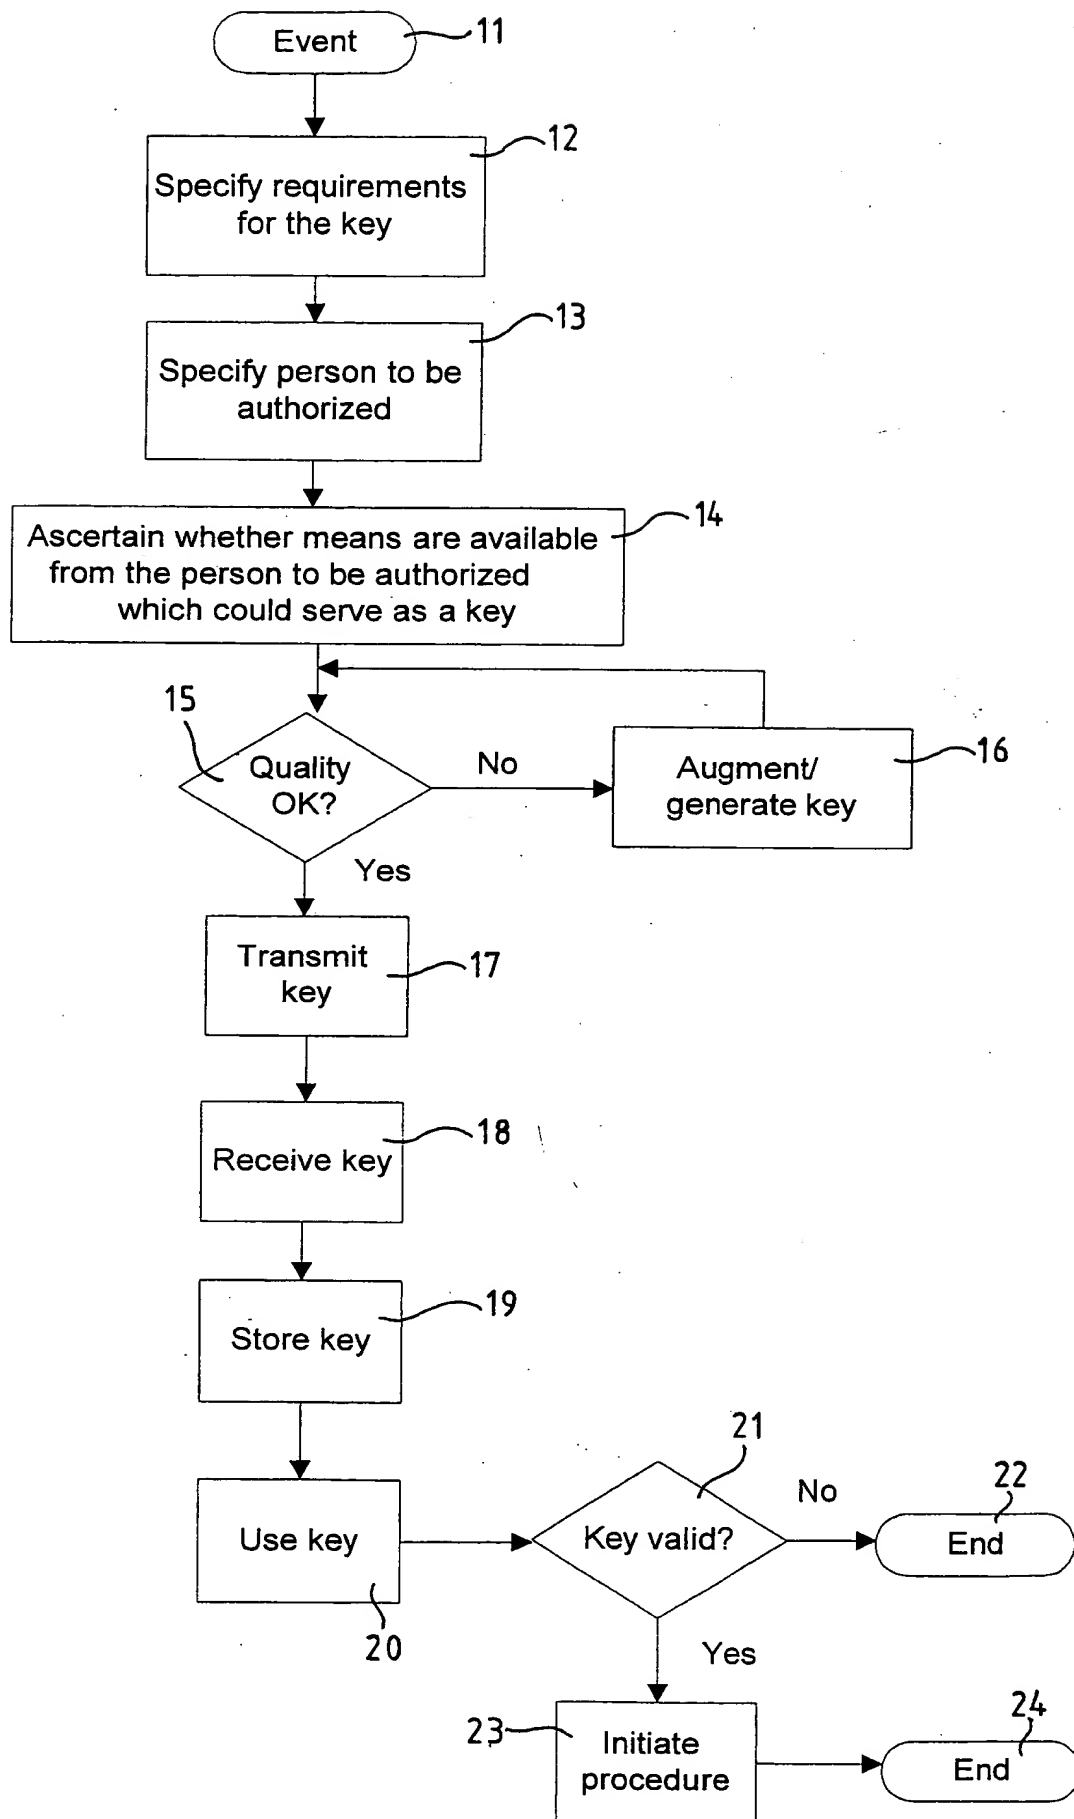 Event
11
12
Specify requirements
for the key
13
Specify person to be
authorized
14
Ascertain whether means are available
from the person to be authorized
which could serve as a key
15
Quality
OK?
No
Augment/
generate key
16
Yes
Transmit
key
17
18
Receive key
19
Store key
Use key
20
21
Key valid?
No
22
End
Yes
23
Initiate
procedure
24
End